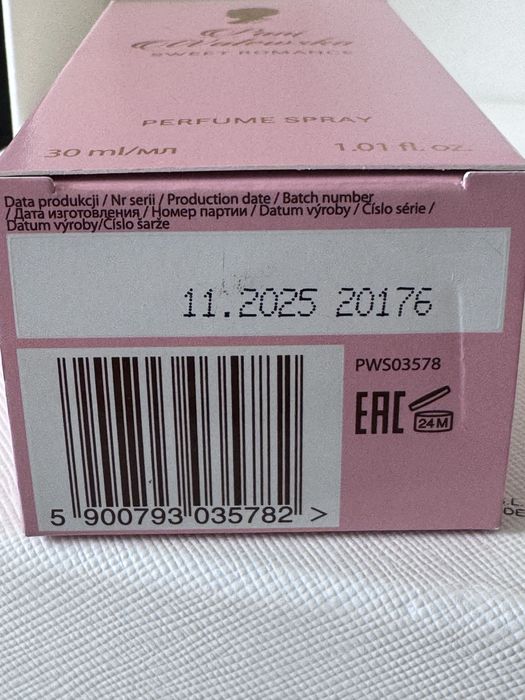 Pani
Walewska
SWEET ROMANCE
PERFUME SPRAY
30 ml/мл 1.01 fl. oz.
Data produkcji / Nr serii / Production date / Batch number
/ Дата изготовления / Номер партии / Datum výroby / Číslo série /
Datum výroby/Číslo šarže
11.2025 20176
PWS03578
EAC 24M
5 900793 035782 >